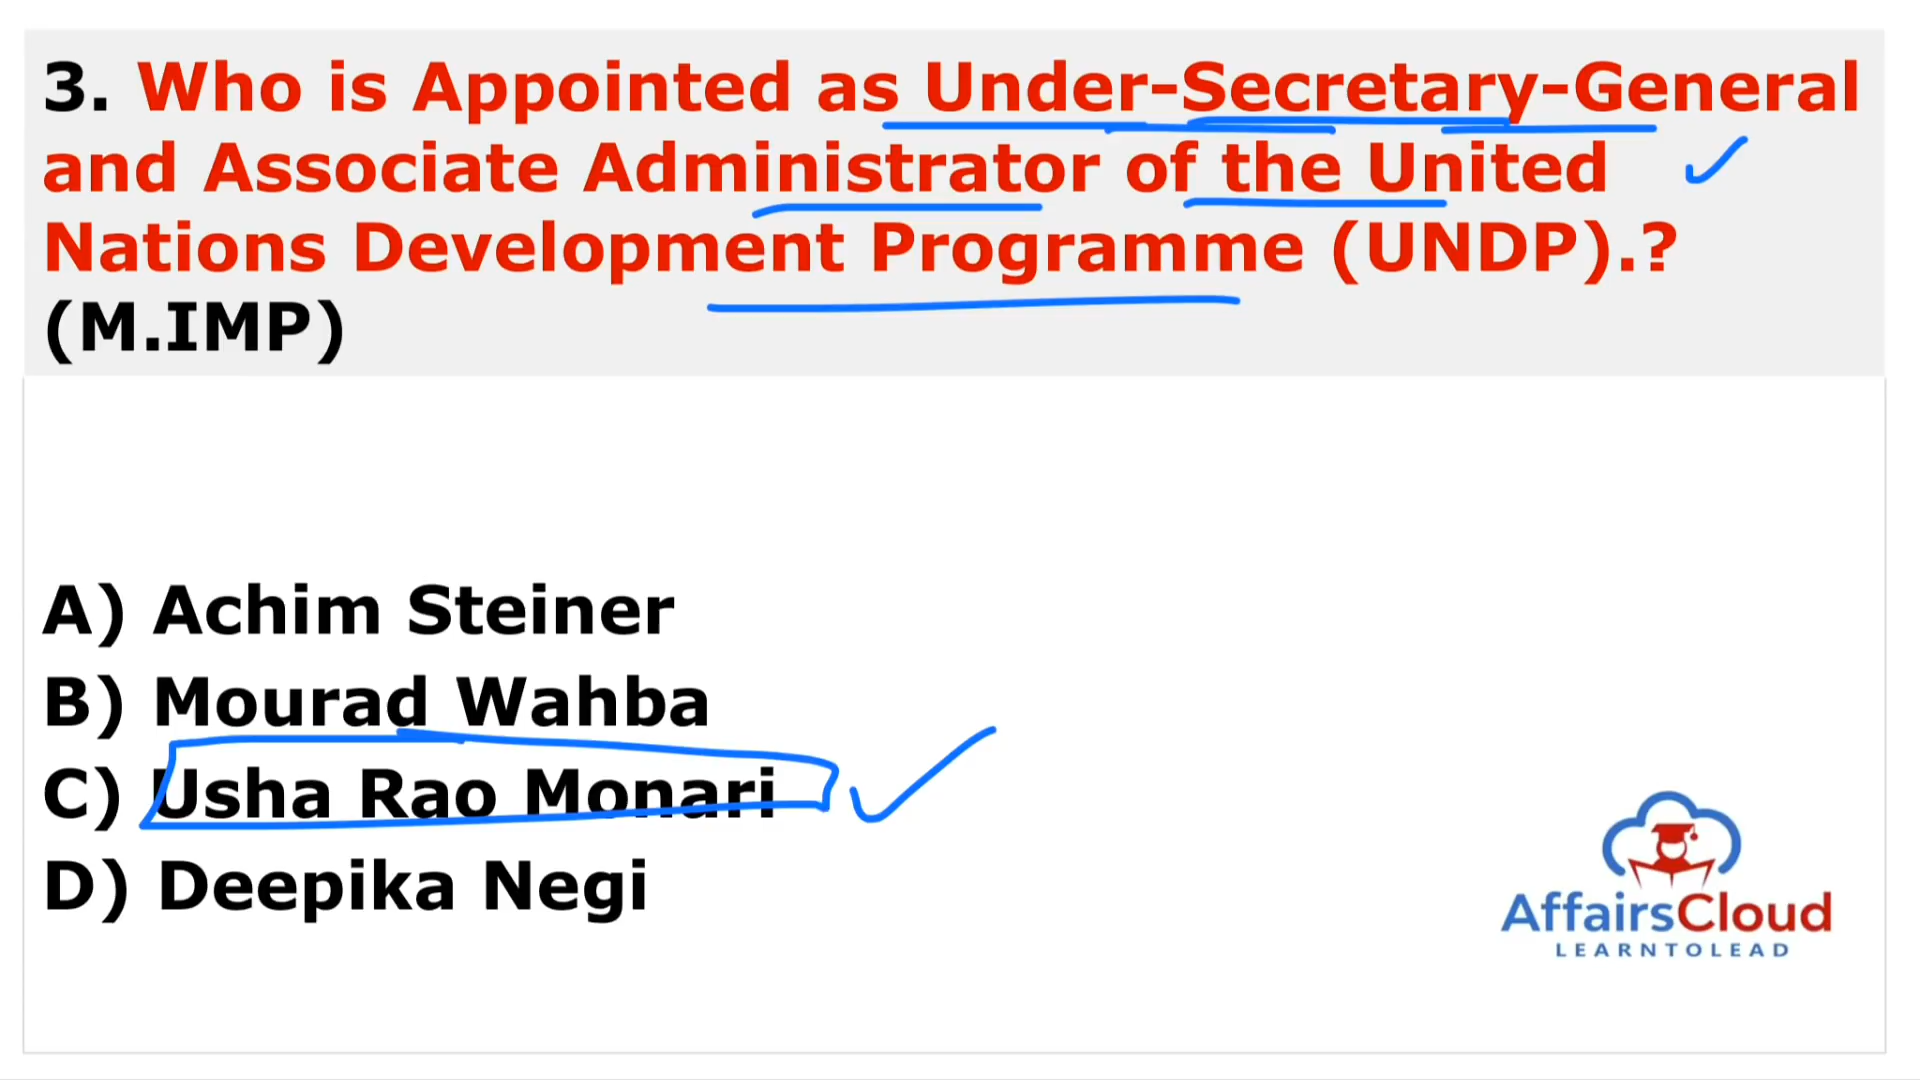 3. Who is Appointed as Under-Secretary-General
and Associate Administrator of the United
Nations Development Programme (UNDP).?
(M.IMP)
A) Achim Steiner
B) Mourad Wahba
C) Usha Rao Monari
D) Deepika Negi
AffairsCloud
LEARNTOLEAD